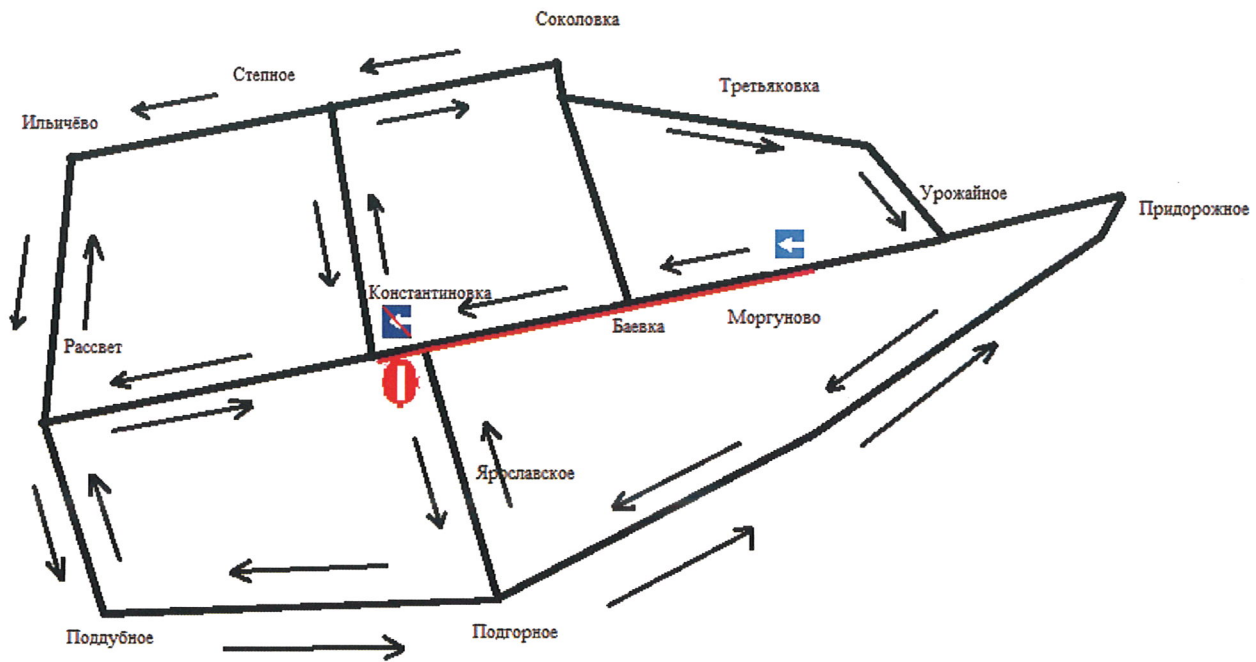 Соколовка
Степное
Третьяковка
Ильичёво
Урожайное
Придорожное
Константиновка
Баевка
Моргуново
Рассвет
Ярославское
Поддубное
Подгорное